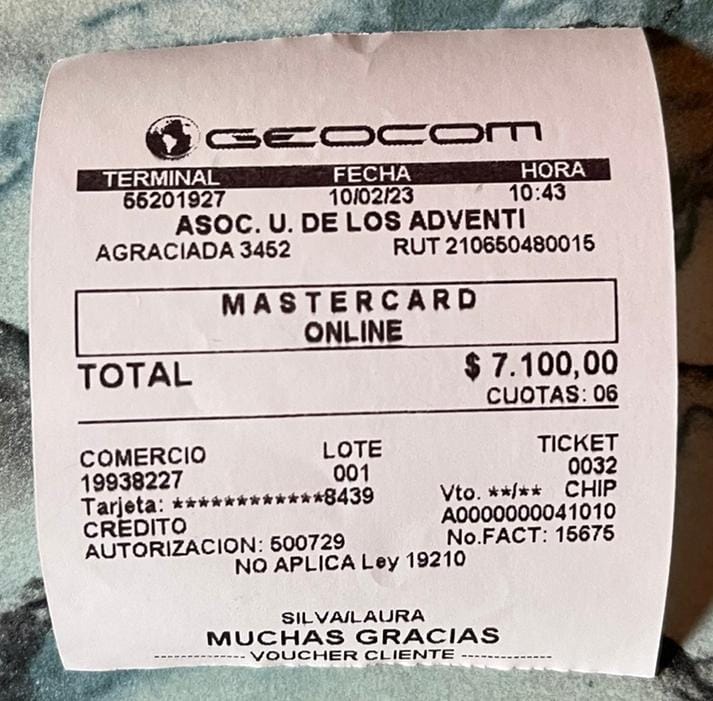 GEOCOM
TERMINAL FECHA HORA
55201927 10/02/23 10:43
ASOC. U. DE LOS ADVENTI
AGRACIADA 3452 RUT 210650480015
MASTERCARD
ONLINE
TOTAL $ 7.100,00
CUOTAS: 06
COMERCIO LOTE TICKET
19938227 001 0032
Tarjeta: ************8439 Vto. **/** CHIP
CREDITO A0000000041010
AUTORIZACION: 500729 No.FACT: 15675
NO APLICA Ley 19210
SILVA/LAURA
MUCHAS GRACIAS
------------- VOUCHER CLIENTE -------------